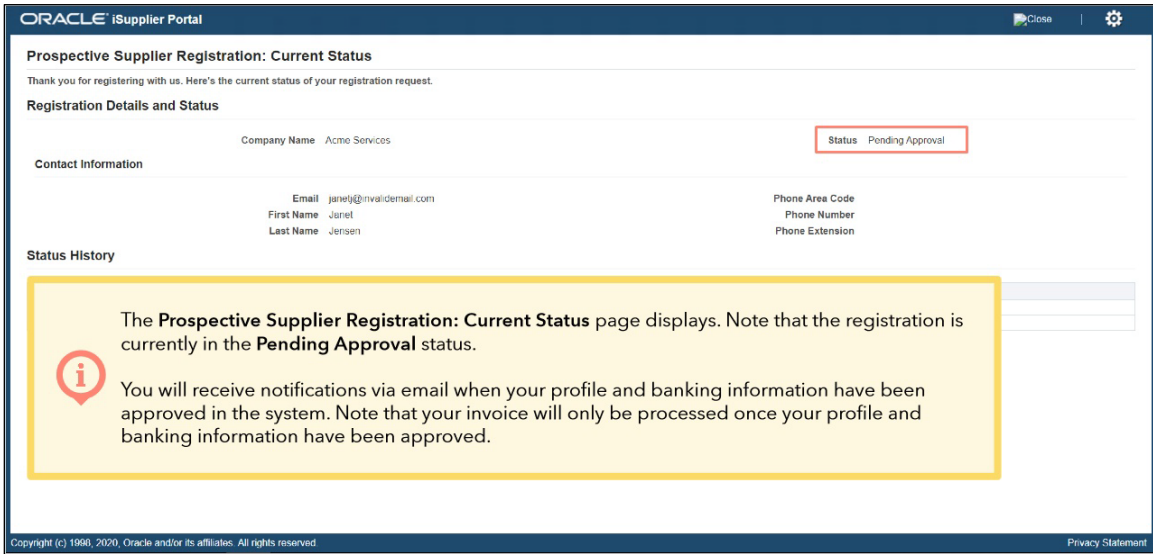 ORACLE® iSupplier Portal
Close
Prospective Supplier Registration: Current Status
Thank you for registering with us. Here's the current status of your registration request.
Registration Details and Status
Company Name Acme Services
Status Pending Approval
Contact Information
Email janetj@invalidemail.com
Phone Area Code
First Name Janet
Phone Number
Last Name Jensen
Phone Extension
Status History
The Prospective Supplier Registration: Current Status page displays. Note that the registration is
currently in the Pending Approval status.
You will receive notifications via email when your profile and banking information have been
approved in the system. Note that your invoice will only be processed once your profile and
banking information have been approved.
Copyright (c) 1998, 2020, Oracle and/or its affiliates. All rights reserved.
Privacy Statement